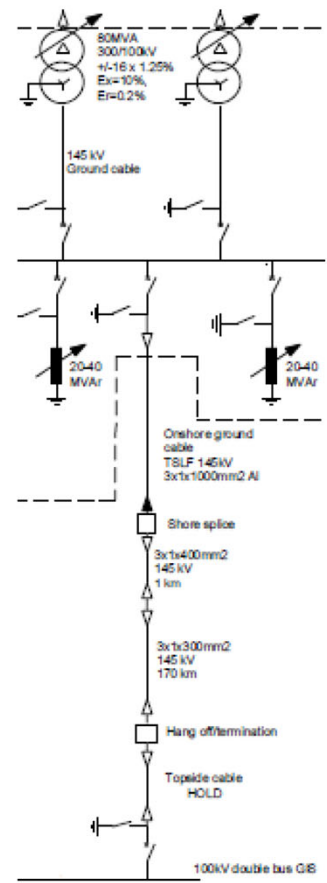 80MVA
300/100kV
+/-16 x 1.25%
Ex=10%,
Er=0.2%
145 kV
Ground cable
20-40
MVAr
20-40
MVAr
Onshore ground
cable
TSLF 145kV
3x1x1000mm2 Al
Shore splice
3x1x400mm2
145 kV
1 km
3x1x300mm2
145 kV
170 km
Hang off/termination
Topside cable
HOLD
100kV double bus GIS